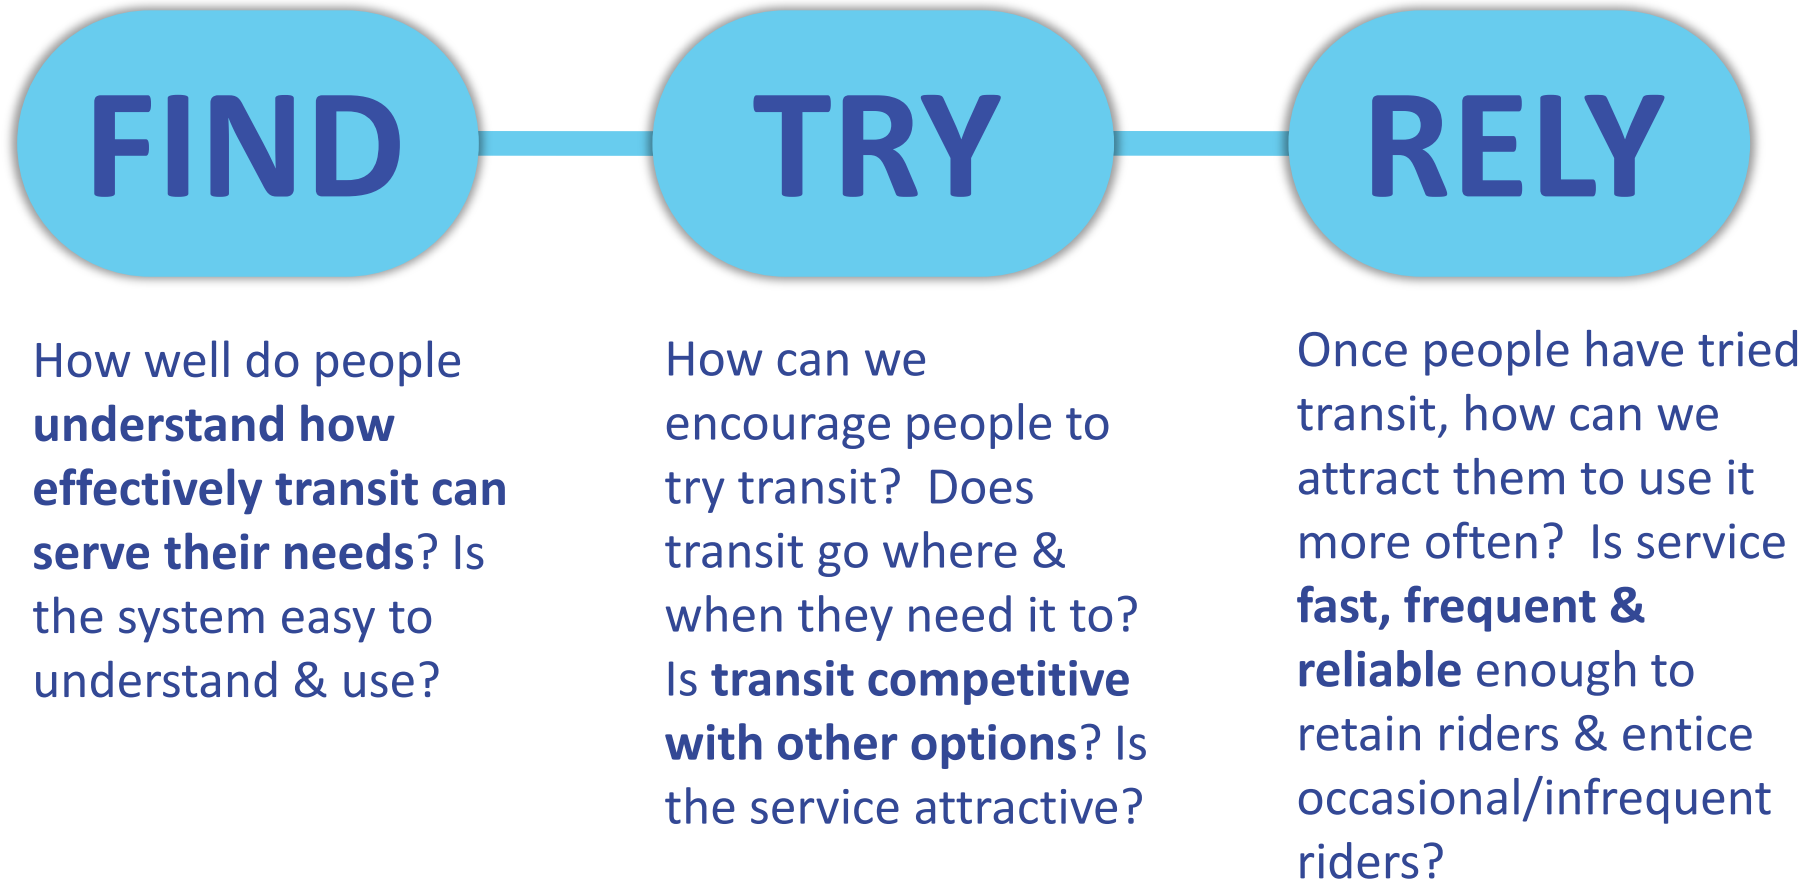 FIND
How well do people
understand how
effectively transit can
serve their needs? Is
the system easy to
understand & use?
TRY
How can we
encourage people to
try transit?  Does
transit go where &
when they need it to?
Is transit competitive
with other options? Is
the service attractive?
RELY
Once people have tried
transit, how can we
attract them to use it
more often?  Is service
fast, frequent &
reliable enough to
retain riders & entice
occasional/infrequent
riders?